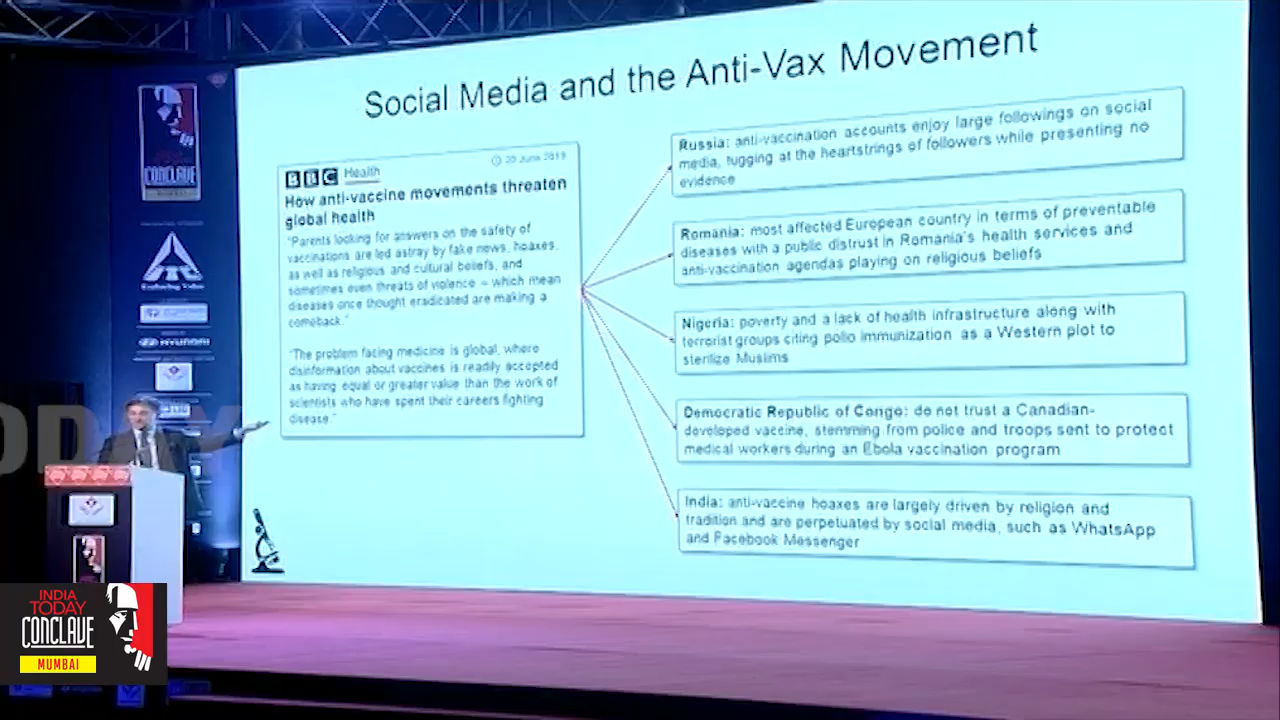 Social Media and the Anti-Vax Movement
BBC Health
20 June 2019
How anti-vaccine movements threaten
global health
"Parents looking for answers on the safety of
vaccinations are led astray by fake news, hoaxes,
as well as religious and cultural beliefs, and
sometimes even threats of violence – which mean
diseases once thought eradicated are making a
comeback."
"The problem facing medicine is global, where
disinformation about vaccines is readily accepted
as having equal or greater value than the work of
scientists who have spent their careers fighting
disease."
Russia: anti-vaccination accounts enjoy large followings on social
media, tugging at the heartstrings of followers while presenting no
evidence
Romania: most affected European country in terms of preventable
diseases with a public distrust in Romania's health services and
anti-vaccination agendas playing on religious beliefs
Nigeria: poverty and a lack of health infrastructure along with
terrorist groups citing polio immunization as a Western plot to
sterilize Muslims
Democratic Republic of Congo: do not trust a Canadian-
developed vaccine, stemming from police and troops sent to protect
medical workers during an Ebola vaccination program
India: anti-vaccine hoaxes are largely driven by religion and
tradition and are perpetuated by social media, such as WhatsApp
and Facebook Messenger
CONCLAVE
ITC
Enduring Value
HYUNDAI
ODAY
INDIA
TODAY
CONCLAVE
MUMBAI